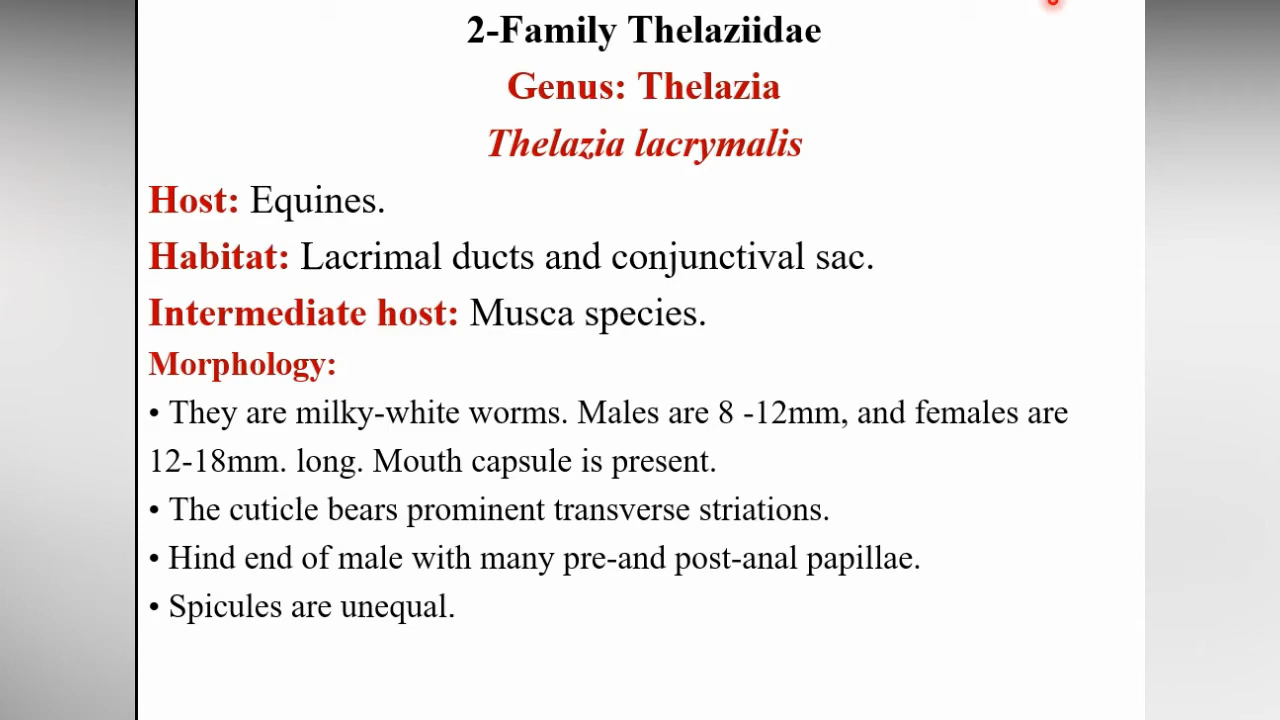 2-Family Thelaziidae
Genus: Thelazia
Thelazia lacrymalis
Host: Equines.
Habitat: Lacrimal ducts and conjunctival sac.
Intermediate host: Musca species.
Morphology:
• They are milky-white worms. Males are 8 -12mm, and females are
12-18mm. long. Mouth capsule is present.
• The cuticle bears prominent transverse striations.
• Hind end of male with many pre-and post-anal papillae.
• Spicules are unequal.